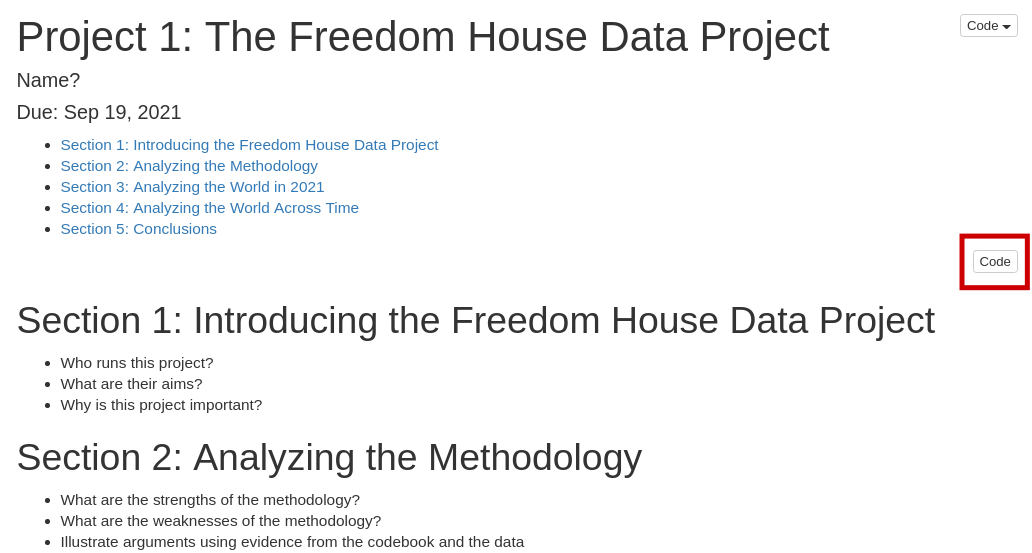 Project 1: The Freedom House Data Project
Code
Name?
Due: Sep 19, 2021
Section 1: Introducing the Freedom House Data Project
Section 2: Analyzing the Methodology
Section 3: Analyzing the World in 2021
Section 4: Analyzing the World Across Time
Section 5: Conclusions
Code
Section 1: Introducing the Freedom House Data Project
Who runs this project?
What are their aims?
Why is this project important?
Section 2: Analyzing the Methodology
What are the strengths of the methodology?
What are the weaknesses of the methodology?
Illustrate arguments using evidence from the codebook and the data